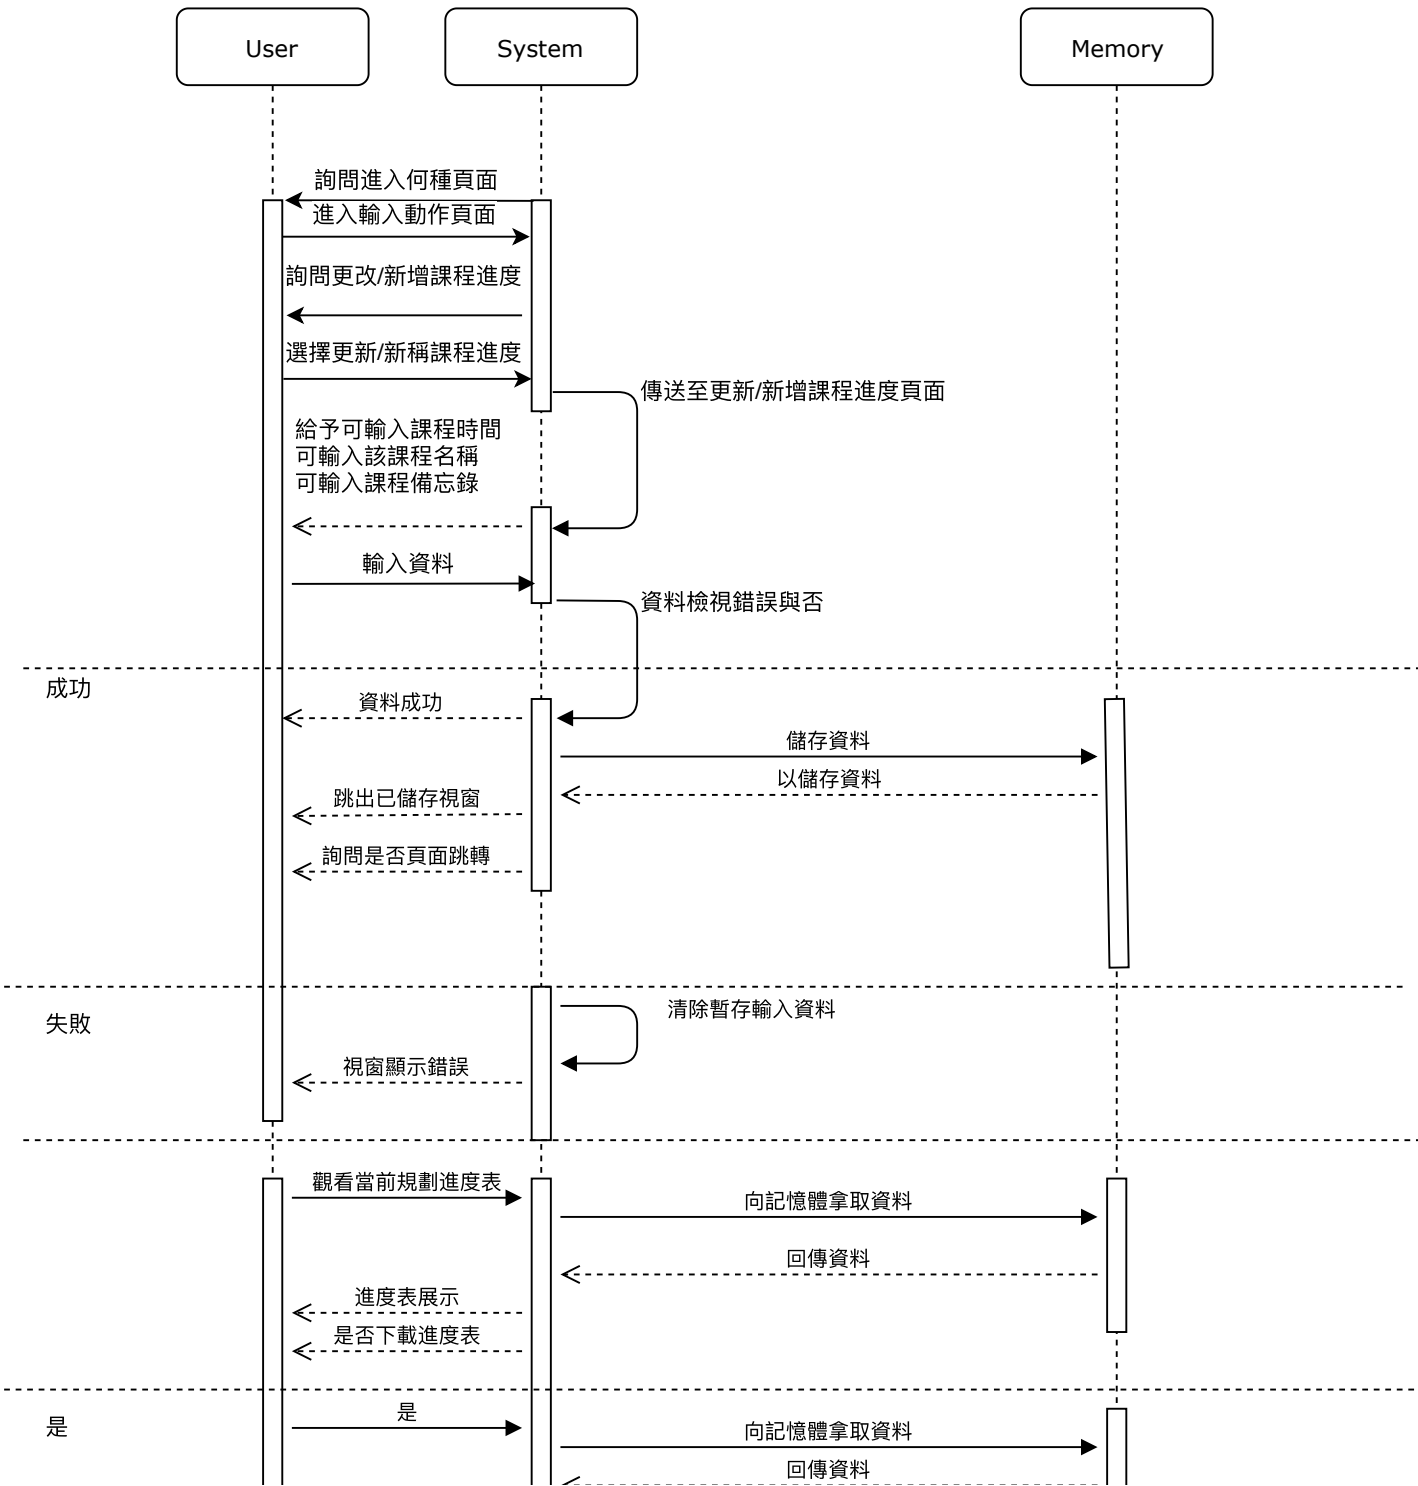 User
System
Memory
詢問進入何種頁面
進入輸入動作頁面
詢問更改/新增課程進度
選擇更新/新稱課程進度
傳送至更新/新增課程進度頁面
給予可輸入課程時間
可輸入該課程名稱
可輸入課程備忘錄
輸入資料
資料檢視錯誤與否
成功
資料成功
儲存資料
以儲存資料
跳出已儲存視窗
詢問是否頁面跳轉
失敗
清除暫存輸入資料
視窗顯示錯誤
觀看當前規劃進度表
向記憶體拿取資料
回傳資料
進度表展示
是否下載進度表
是
是
向記憶體拿取資料
回傳資料